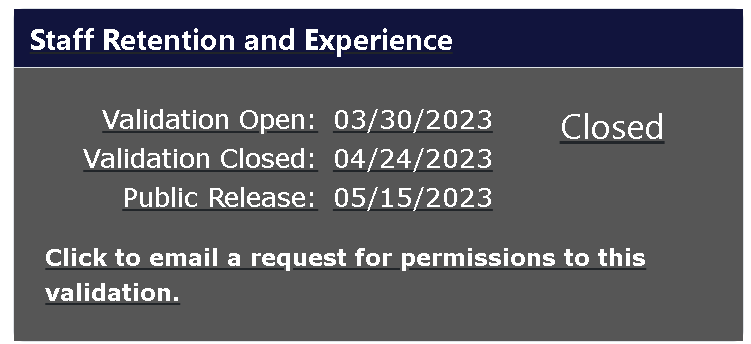 Staff Retention and Experience
Validation Open: 03/30/2023
Closed
Validation Closed: 04/24/2023
Public Release: 05/15/2023
Click to email a request for permissions to this
validation.